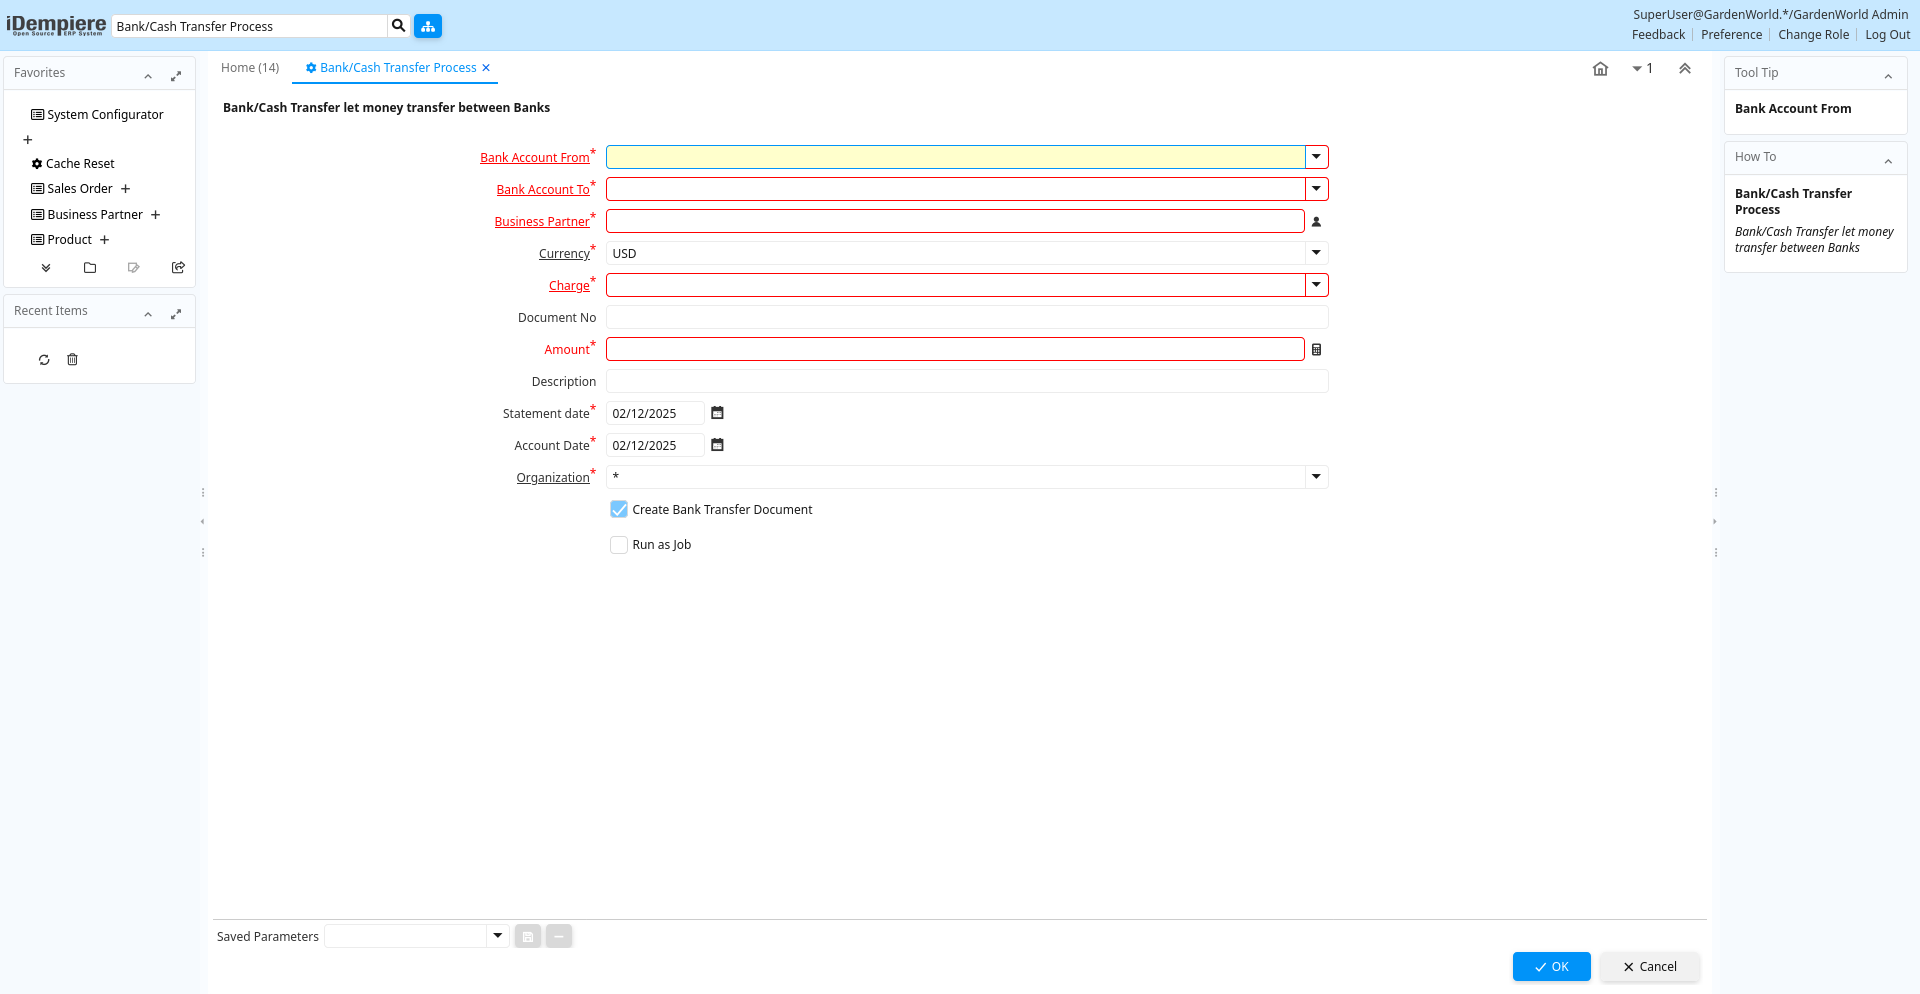 iDempiere
Open Source ERP System
Bank/Cash Transfer Process
SuperUser@GardenWorld.*/GardenWorld Admin
Feedback
Preference
Change Role
Log Out
Favorites
System Configurator
Cache Reset
Sales Order
Business Partner
Product
Recent Items
Home (14)
Bank/Cash Transfer Process
1
Bank/Cash Transfer let money transfer between Banks
Bank Account From*
Bank Account To*
Business Partner*
Currency* USD
Charge*
Document No
Amount*
Description
Statement date* 02/12/2025
Account Date* 02/12/2025
Organization* *
Create Bank Transfer Document
Run as Job
Saved Parameters
OK
Cancel
Tool Tip
Bank Account From
How To
Bank/Cash Transfer
Process
Bank/Cash Transfer let money
transfer between Banks